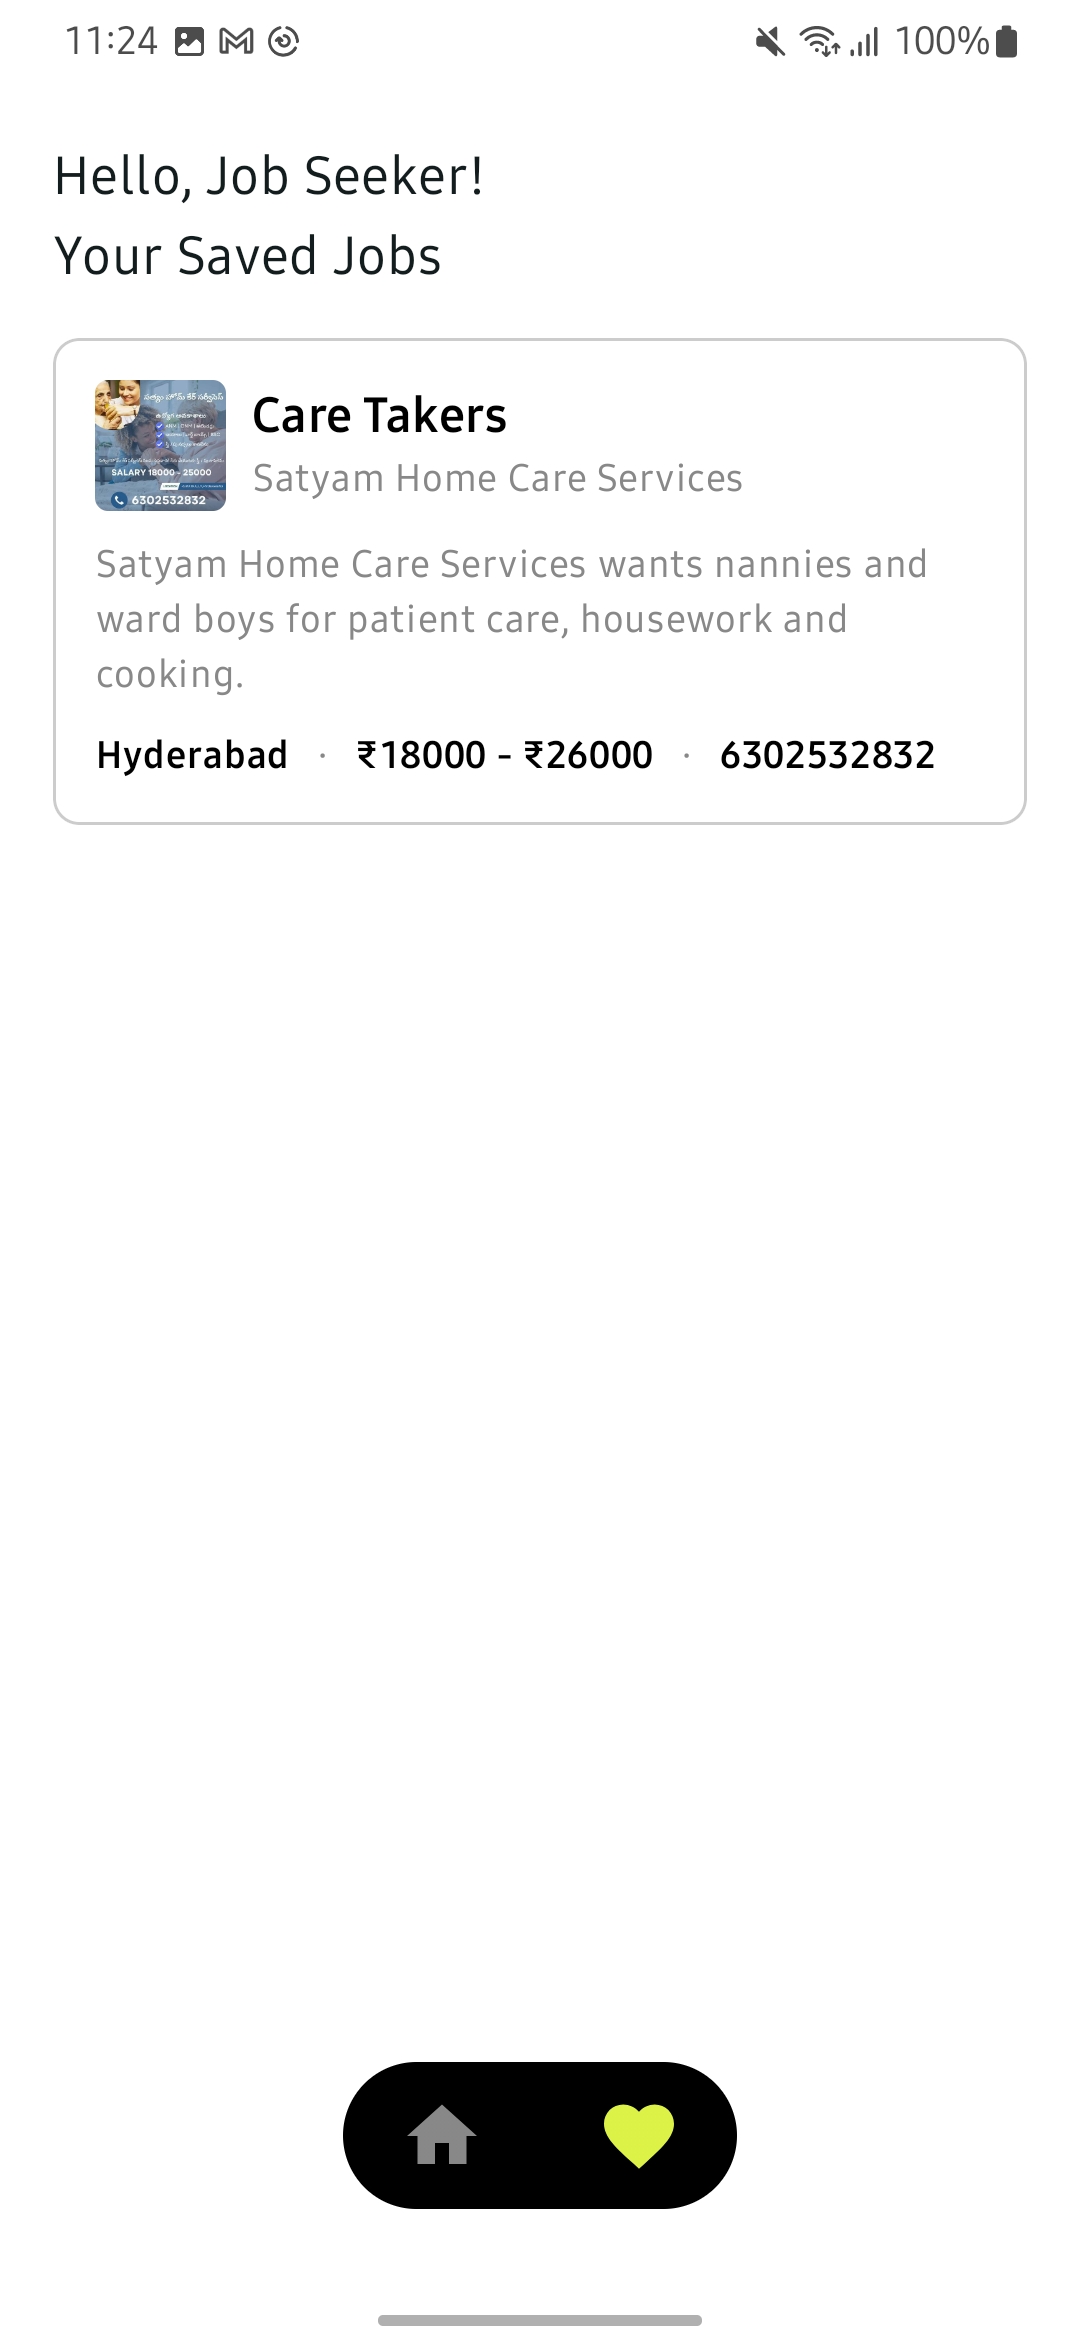 11:24
100%
Hello, Job Seeker!
Your Saved Jobs
సత్యం హోమ్ కేర్ సర్వీసెస్
SALARY 18000 - 25000
6302532832
Care Takers
Satyam Home Care Services
Satyam Home Care Services wants nannies and
ward boys for patient care, housework and
cooking.
Hyderabad · ₹18000 - ₹26000 · 6302532832